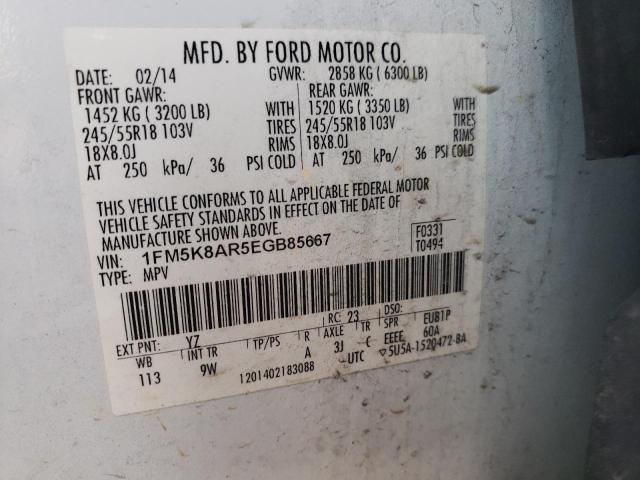 MFD. BY FORD MOTOR CO.
DATE: 02/14 GVWR: 2858 KG ( 6300 LB)
FRONT GAWR: REAR GAWR:
1452 KG ( 3200 LB) WITH 1520 KG ( 3350 LB) WITH
245/55R18 103V TIRES 245/55R18 103V TIRES
18X8.0J RIMS 18X8.0J RIMS
AT 250 kPa/ 36 PSI COLD AT 250 kPa/ 36 PSI COLD
THIS VEHICLE CONFORMS TO ALL APPLICABLE FEDERAL MOTOR
VEHICLE SAFETY STANDARDS IN EFFECT ON THE DATE OF
MANUFACTURE SHOWN ABOVE.
VIN: 1FM5K8AR5EGB85667 F0331
TYPE: MPV T0494
EXT PNT: YZ RC: 23 DSO:
WB INT TR TP/PS R AXLE TR SPR EUB1P
113 9W A 3J C EEEE 60A
1201402183088 UTC ▽5U5A-1520472-BA